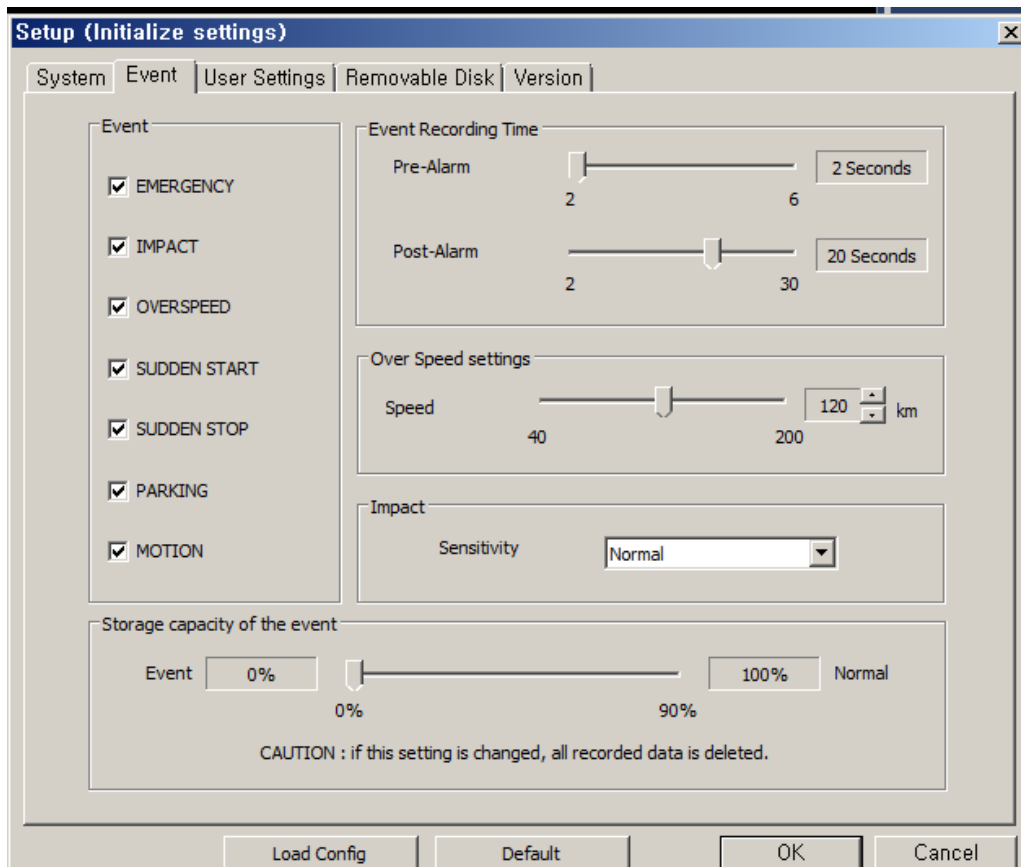 Setup (Initialize settings)
System Event User Settings Removable Disk Version
Event
EMERGENCY
IMPACT
OVERSPEED
SUDDEN START
SUDDEN STOP
PARKING
MOTION
Event Recording Time
Pre-Alarm 2 Seconds
2 6
Post-Alarm 20 Seconds
2 30
Over Speed settings
Speed 120 km
40 200
Impact
Sensitivity Normal
Storage capacity of the event
Event 0% 100% Normal
0% 90%
CAUTION : if this setting is changed, all recorded data is deleted.
Load Config Default OK Cancel